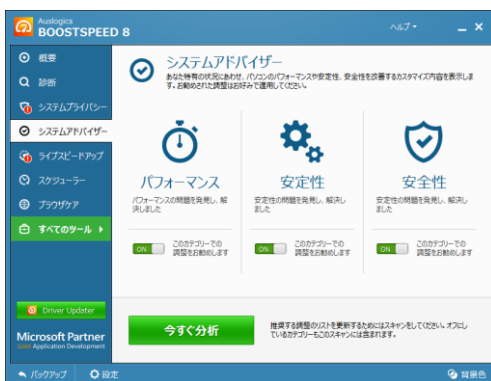 Auslogics
BOOSTSPEED 8
ヘルプ
概要
診断
システムプライバシー
システムアドバイザー
ライブスピードアップ
スケジューラー
ブラウザケア
すべてのツール
Driver Updater
Microsoft Partner
Gold Application Development
システムアドバイザー
あなた特有の状況にあわせ、パソコンのパフォーマンスや安定性、安全性を改善するカスタマイズ内容を表示しま
す。お勧めされた調整はお好みで適用してください。
パフォーマンス
パフォーマンスの問題を発見し、解
決しました
ON
このカテゴリーでの
調整をお勧めします
安定性
安定性の問題を発見し、解決し
ました
ON
このカテゴリーでの
調整をお勧めします
安全性
安定性の問題を発見し、解決し
ました
ON
このカテゴリーでの
調整をお勧めします
今すぐ分析
推奨する調整のリストを更新する
ためにはスキャンをしてください。オフにし
ているカテゴリーもこのスキャンには含まれます。
バックアップ
設定
背景色